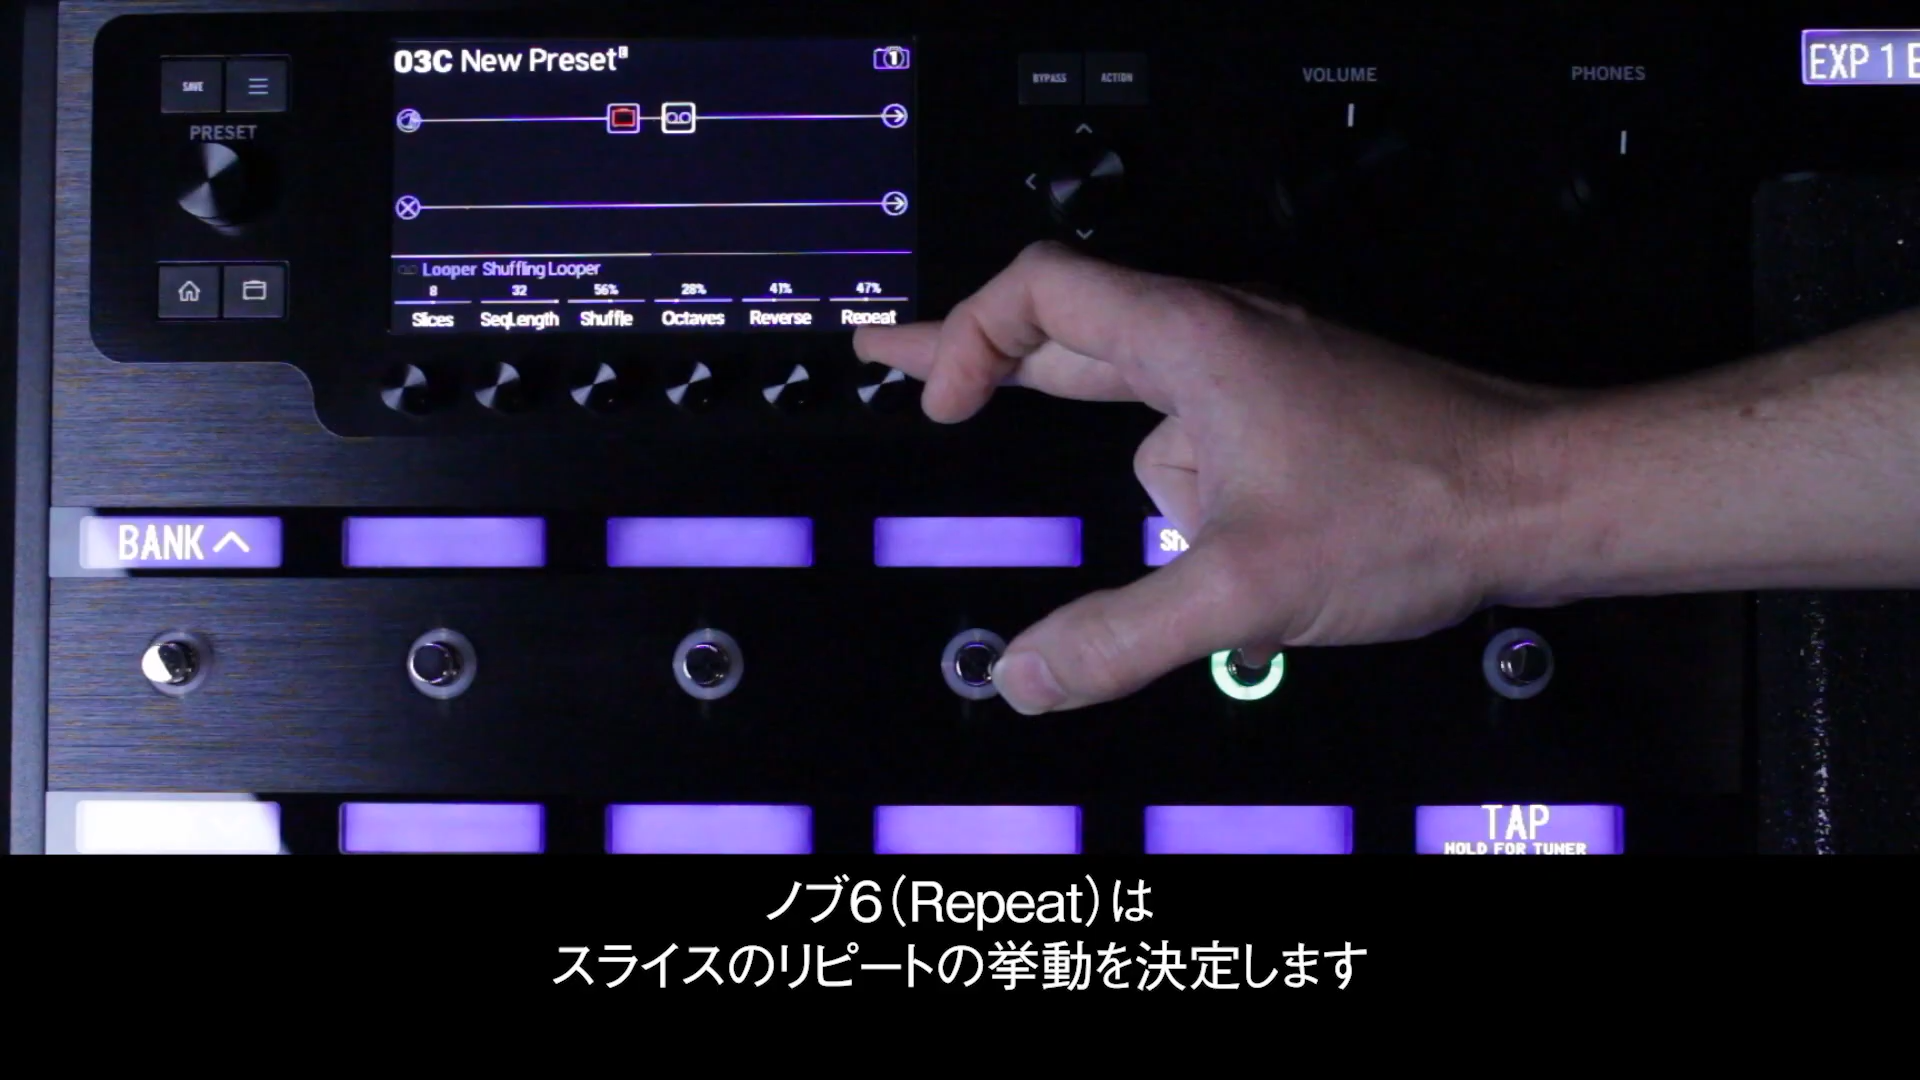 03C New PresetE
1
SAVE
PRESET
BYPASS
ACTION
VOLUME
PHONES
EXP 1
Looper Shuffling Looper
8 32 56% 28% 41% 47%
Slices SeqLength Shuffle Octaves Reverse Repeat
BANK
TAP
HOLD FOR TUNER
ノブ6（Repeat）は
スライスのリピートの挙動を決定します